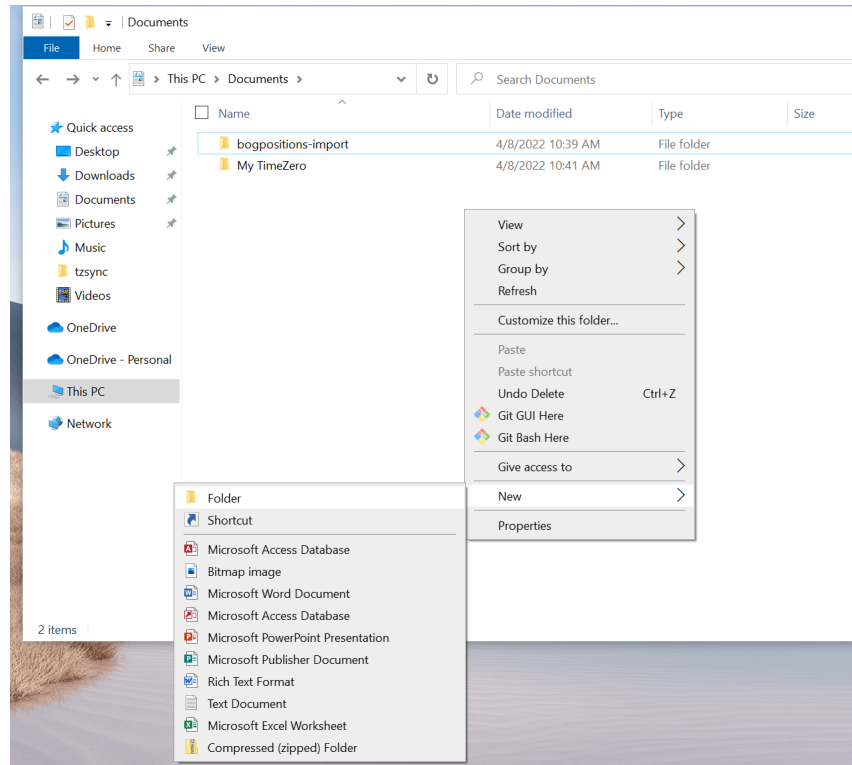 Documents
File Home Share View
This PC Documents Search Documents
Name Date modified Type Size
Quick access
Desktop
Downloads
Documents
Pictures
Music
tzsync
Videos
OneDrive
OneDrive - Personal
This PC
Network
bogpositions-import 4/8/2022 10:39 AM File folder
My TimeZero 4/8/2022 10:41 AM File folder
View
Sort by
Group by
Refresh
Customize this folder...
Paste
Paste shortcut
Undo Delete Ctrl+Z
Git GUI Here
Git Bash Here
Give access to
New
Properties
Folder
Shortcut
Microsoft Access Database
Bitmap image
Microsoft Word Document
Microsoft Access Database
Microsoft PowerPoint Presentation
Microsoft Publisher Document
Rich Text Format
Text Document
Microsoft Excel Worksheet
Compressed (zipped) Folder
2 items